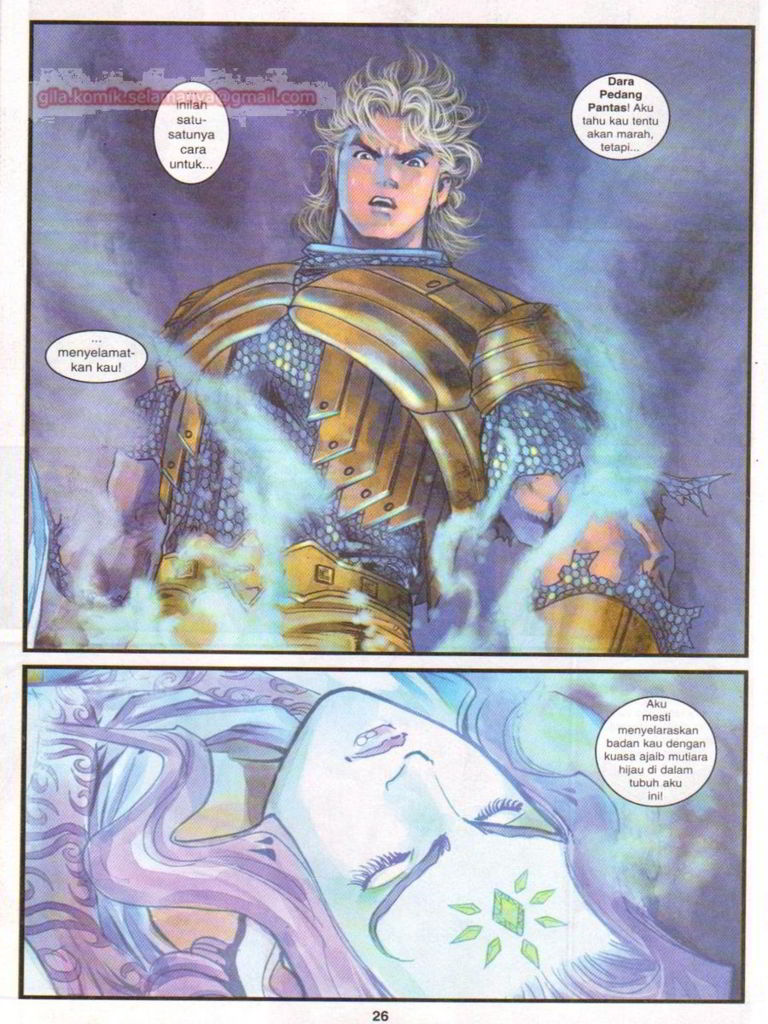 gila.komik.selamanya@gmail.com
Dara
Pedang
Pantas! Aku
tahu kau tentu
akan marah,
tetapi...
inilah
satu-
satunya
cara
untuk...
...
menyelamat-
kan kau!
Aku
mesti
menyelaraskan
badan kau dengan
kuasa ajaib mutiara
hijau di dalam
tubuh aku
ini!
26